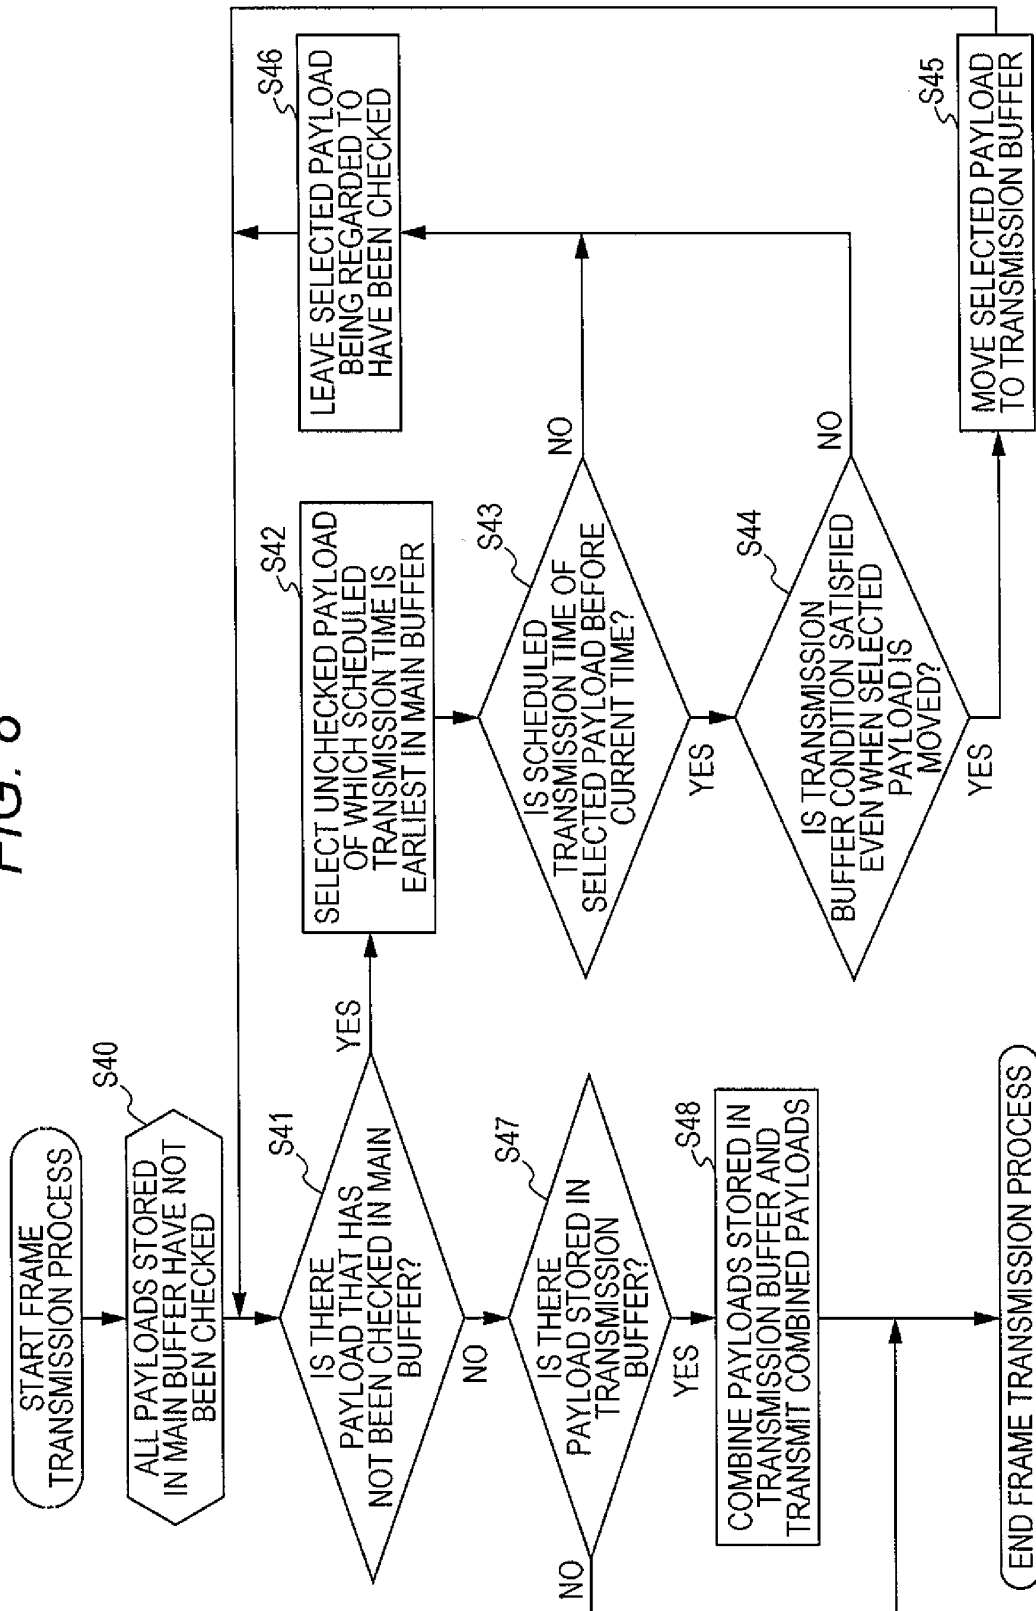 FIG. 8
START FRAME
TRANSMISSION PROCESS
S40
ALL PAYLOADS STORED
IN MAIN BUFFER HAVE NOT
BEEN CHECKED
S41
IS THERE
PAYLOAD THAT HAS
NOT BEEN CHECKED IN MAIN
BUFFER?
YES
NO
S42
SELECT UNCHECKED PAYLOAD
OF WHICH SCHEDULED
TRANSMISSION TIME IS
EARLIEST IN MAIN BUFFER
S43
IS SCHEDULED
TRANSMISSION TIME OF
SELECTED PAYLOAD BEFORE
CURRENT TIME?
NO
YES
S44
IS TRANSMISSION
BUFFER CONDITION SATISFIED
EVEN WHEN SELECTED
PAYLOAD IS
MOVED?
NO
YES
S45
MOVE SELECTED PAYLOAD
TO TRANSMISSION BUFFER
S46
LEAVE SELECTED PAYLOAD
BEING REGARDED TO
HAVE BEEN CHECKED
S47
IS THERE
PAYLOAD STORED IN
TRANSMISSION
BUFFER?
NO
YES
S48
COMBINE PAYLOADS STORED IN
TRANSMISSION BUFFER AND
TRANSMIT COMBINED PAYLOADS
END FRAME TRANSMISSION PROCESS